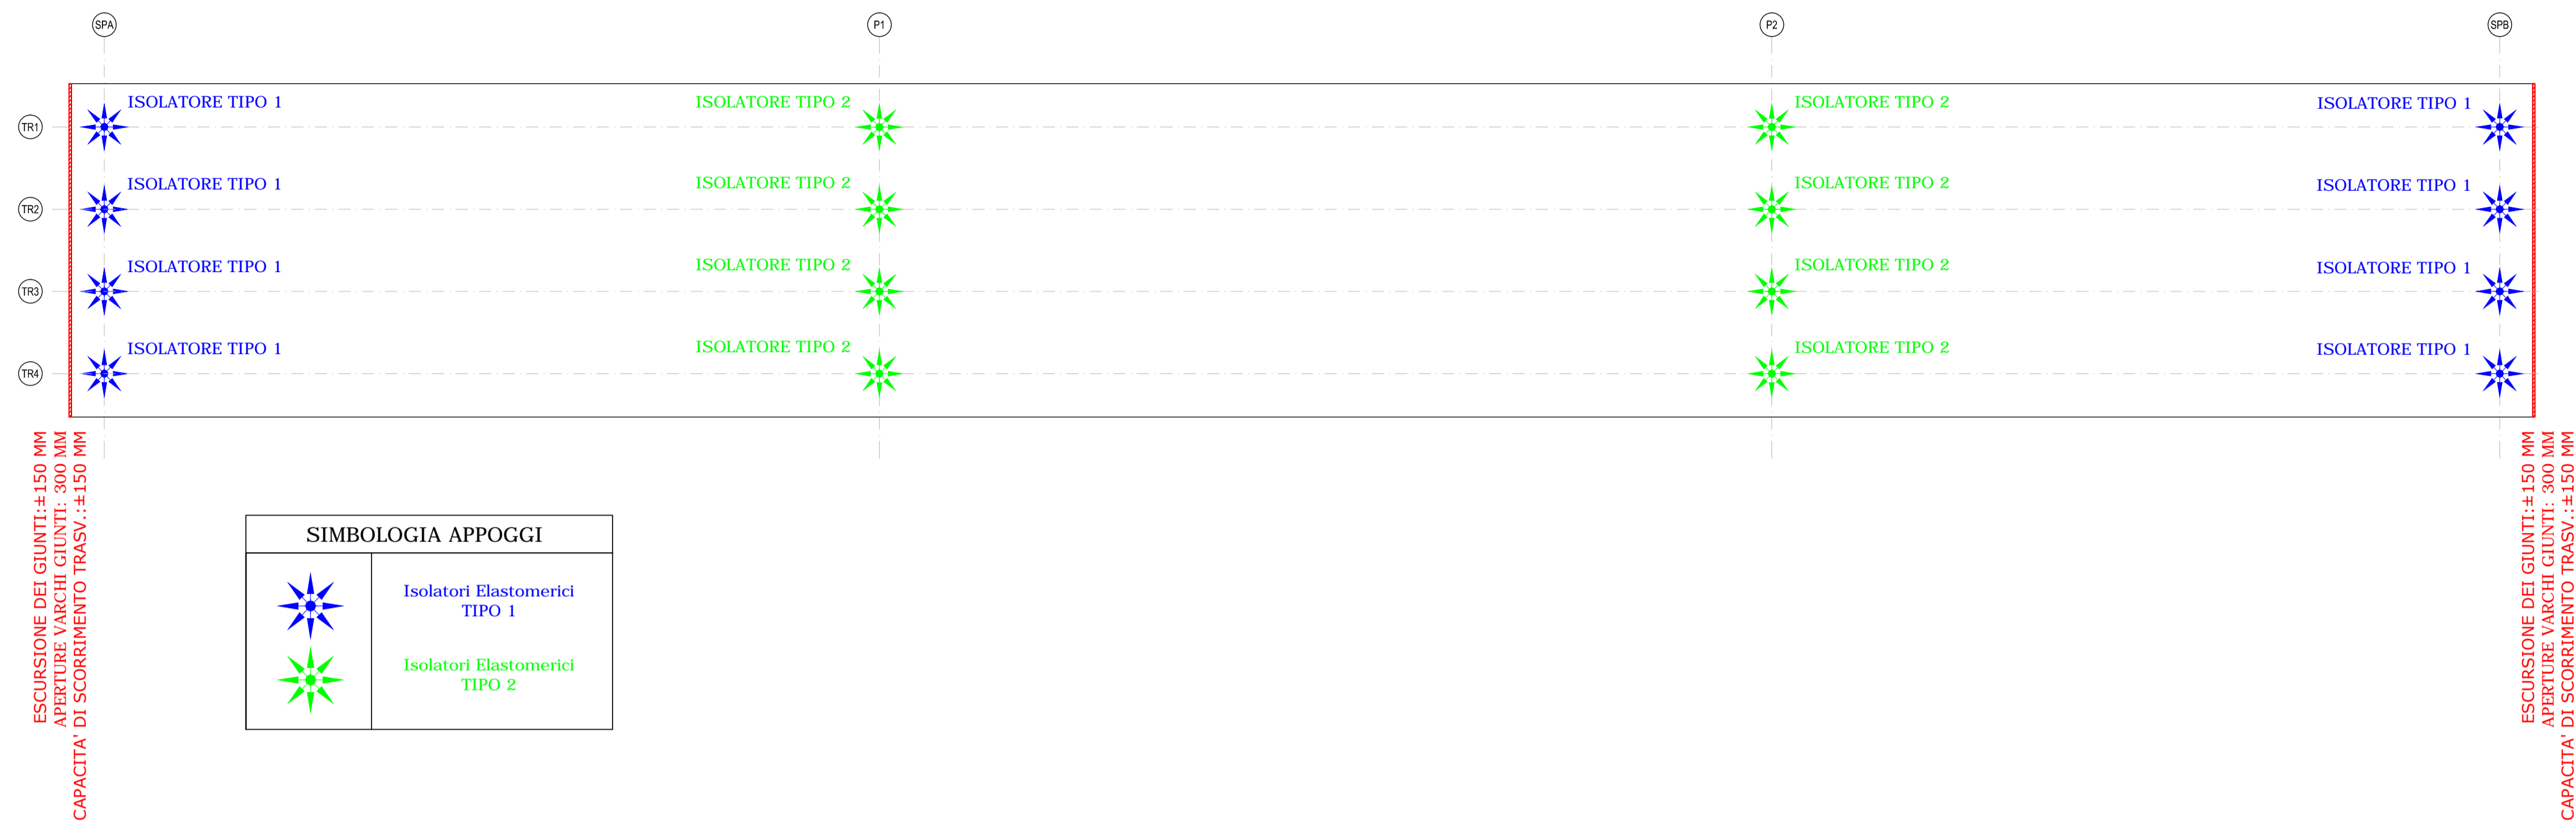 SPA
P1
P2
SPB
TR1
ISOLATORE TIPO 1
ISOLATORE TIPO 2
ISOLATORE TIPO 2
ISOLATORE TIPO 1
TR2
ISOLATORE TIPO 1
ISOLATORE TIPO 2
ISOLATORE TIPO 2
ISOLATORE TIPO 1
TR3
ISOLATORE TIPO 1
ISOLATORE TIPO 2
ISOLATORE TIPO 2
ISOLATORE TIPO 1
TR4
ISOLATORE TIPO 1
ISOLATORE TIPO 2
ISOLATORE TIPO 2
ISOLATORE TIPO 1
ESCURSIONE DEI GIUNTI:±150 MM
APERTURE VARCHI GIUNTI: 300 MM
CAPACITA' DI SCORRIMENTO TRASV.:±150 MM
ESCURSIONE DEI GIUNTI:±150 MM
APERTURE VARCHI GIUNTI: 300 MM
CAPACITA' DI SCORRIMENTO TRASV.:±150 MM
SIMBOLOGIA APPOGGI
Isolatori Elastomerici
TIPO 1
Isolatori Elastomerici
TIPO 2